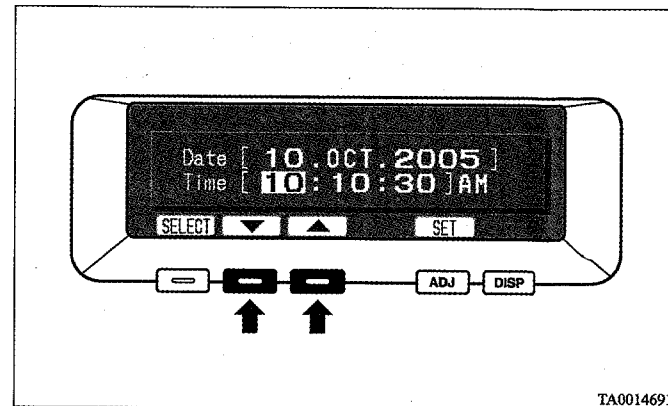 Date [ 10.OCT.2005 ]
Time [ 10:10:30 ]AM
SELECT ▼ ▲ SET
ADJ DISP
TA001469